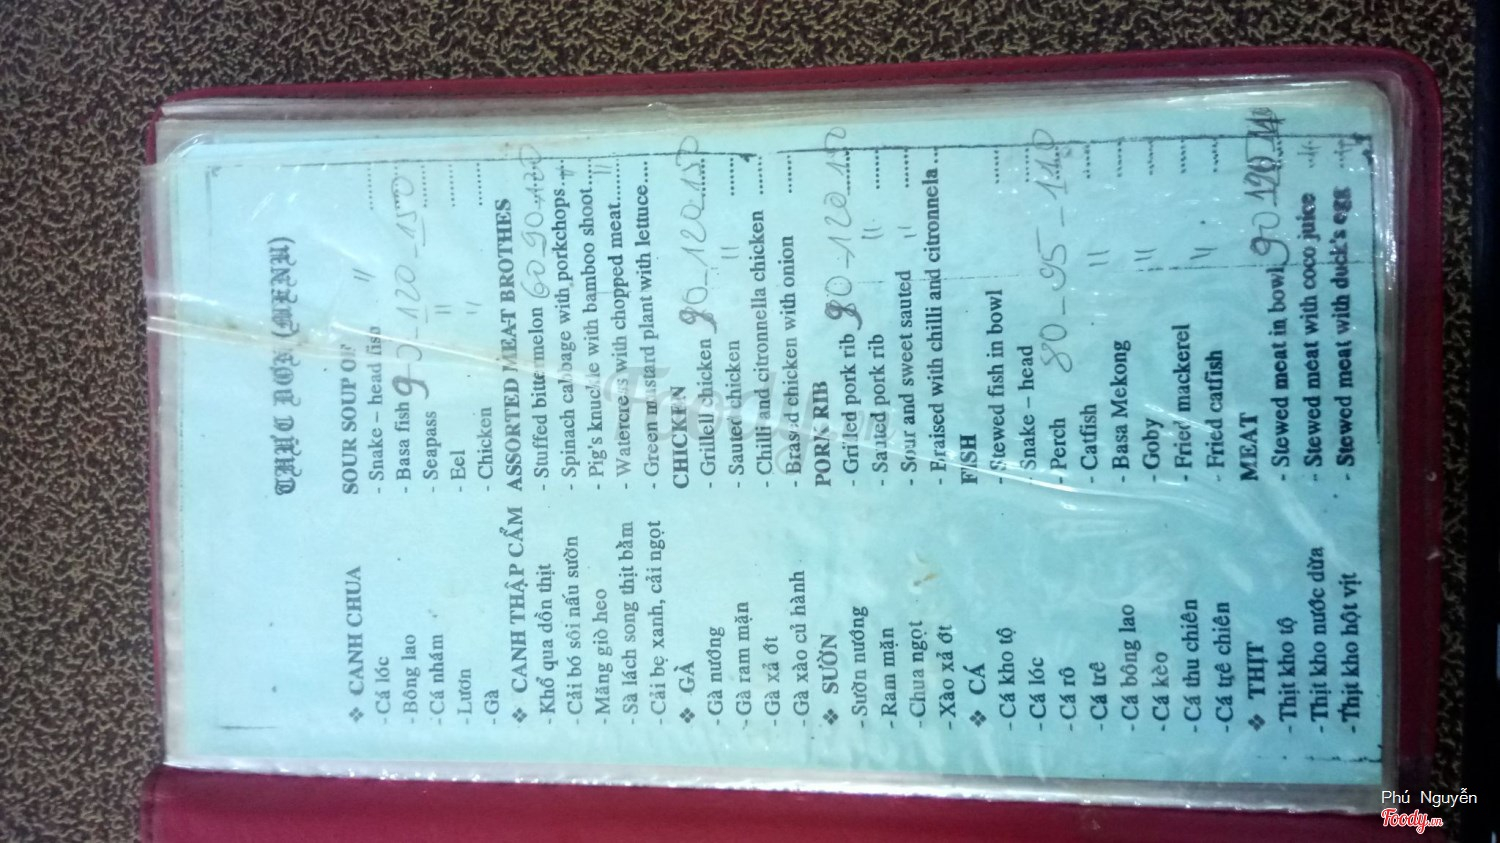 THỰC ĐƠN (MENU)
❖ CANH CHUA SOUR SOUP OF
- Cá lóc - Snake – head fish "
- Bông lao - Basa fish 90-120-150
- Cá nhám - Seapass "
- Lươn - Eel "
- Gà - Chicken
❖ CANH THẬP CẨM ASSORTED MEAT BROTHES
- Khổ qua dồn thịt - Stuffed bittermelon 60-90-120
- Cải bó sôi nấu sườn - Spinach cabbage with porkchops
- Măng giò heo - Pig's knuckle with bamboo shoot "
- Sà lách song thịt bằm - Watercress with chopped meat
- Cải bẹ xanh, cải ngọt - Green mustard plant with lettuce
❖ GÀ CHICKEN
- Gà nướng - Grillell chicken 90-120-150
- Gà ram mặn - Sauted chicken "
- Gà xả ớt - Chilli and citronnella chicken
- Gà xào củ hành - Brased chicken with onion
❖ SƯỜN PORK RIB
- Sườn nướng - Grilled pork rib 90-120-150
- Ram mặn - Sauted pork rib "
- Chua ngọt - Sour and sweet sauted "
- Xào xả ớt - Braised with chilli and citronnela
❖ CÁ FISH
- Cá kho tộ - Stewed fish in bowl
- Cá lóc - Snake – head
- Cá rô - Perch 80-95-110
- Cá trê - Catfish "
- Cá bông lao - Basa Mekong
- Cá kèo - Goby "
- Cá thu chiên - Fried mackerel
- Cá trê chiên - Fried catfish "
❖ THỊT MEAT
- Thịt kho tộ - Stewed meat in bowl 90 120
- Thịt kho nước dừa - Stewed meat with coco juice
- Thịt kho hột vịt - Stewed meat with duck's egg
Foody.vn
Phú Nguyễn
Foody.vn